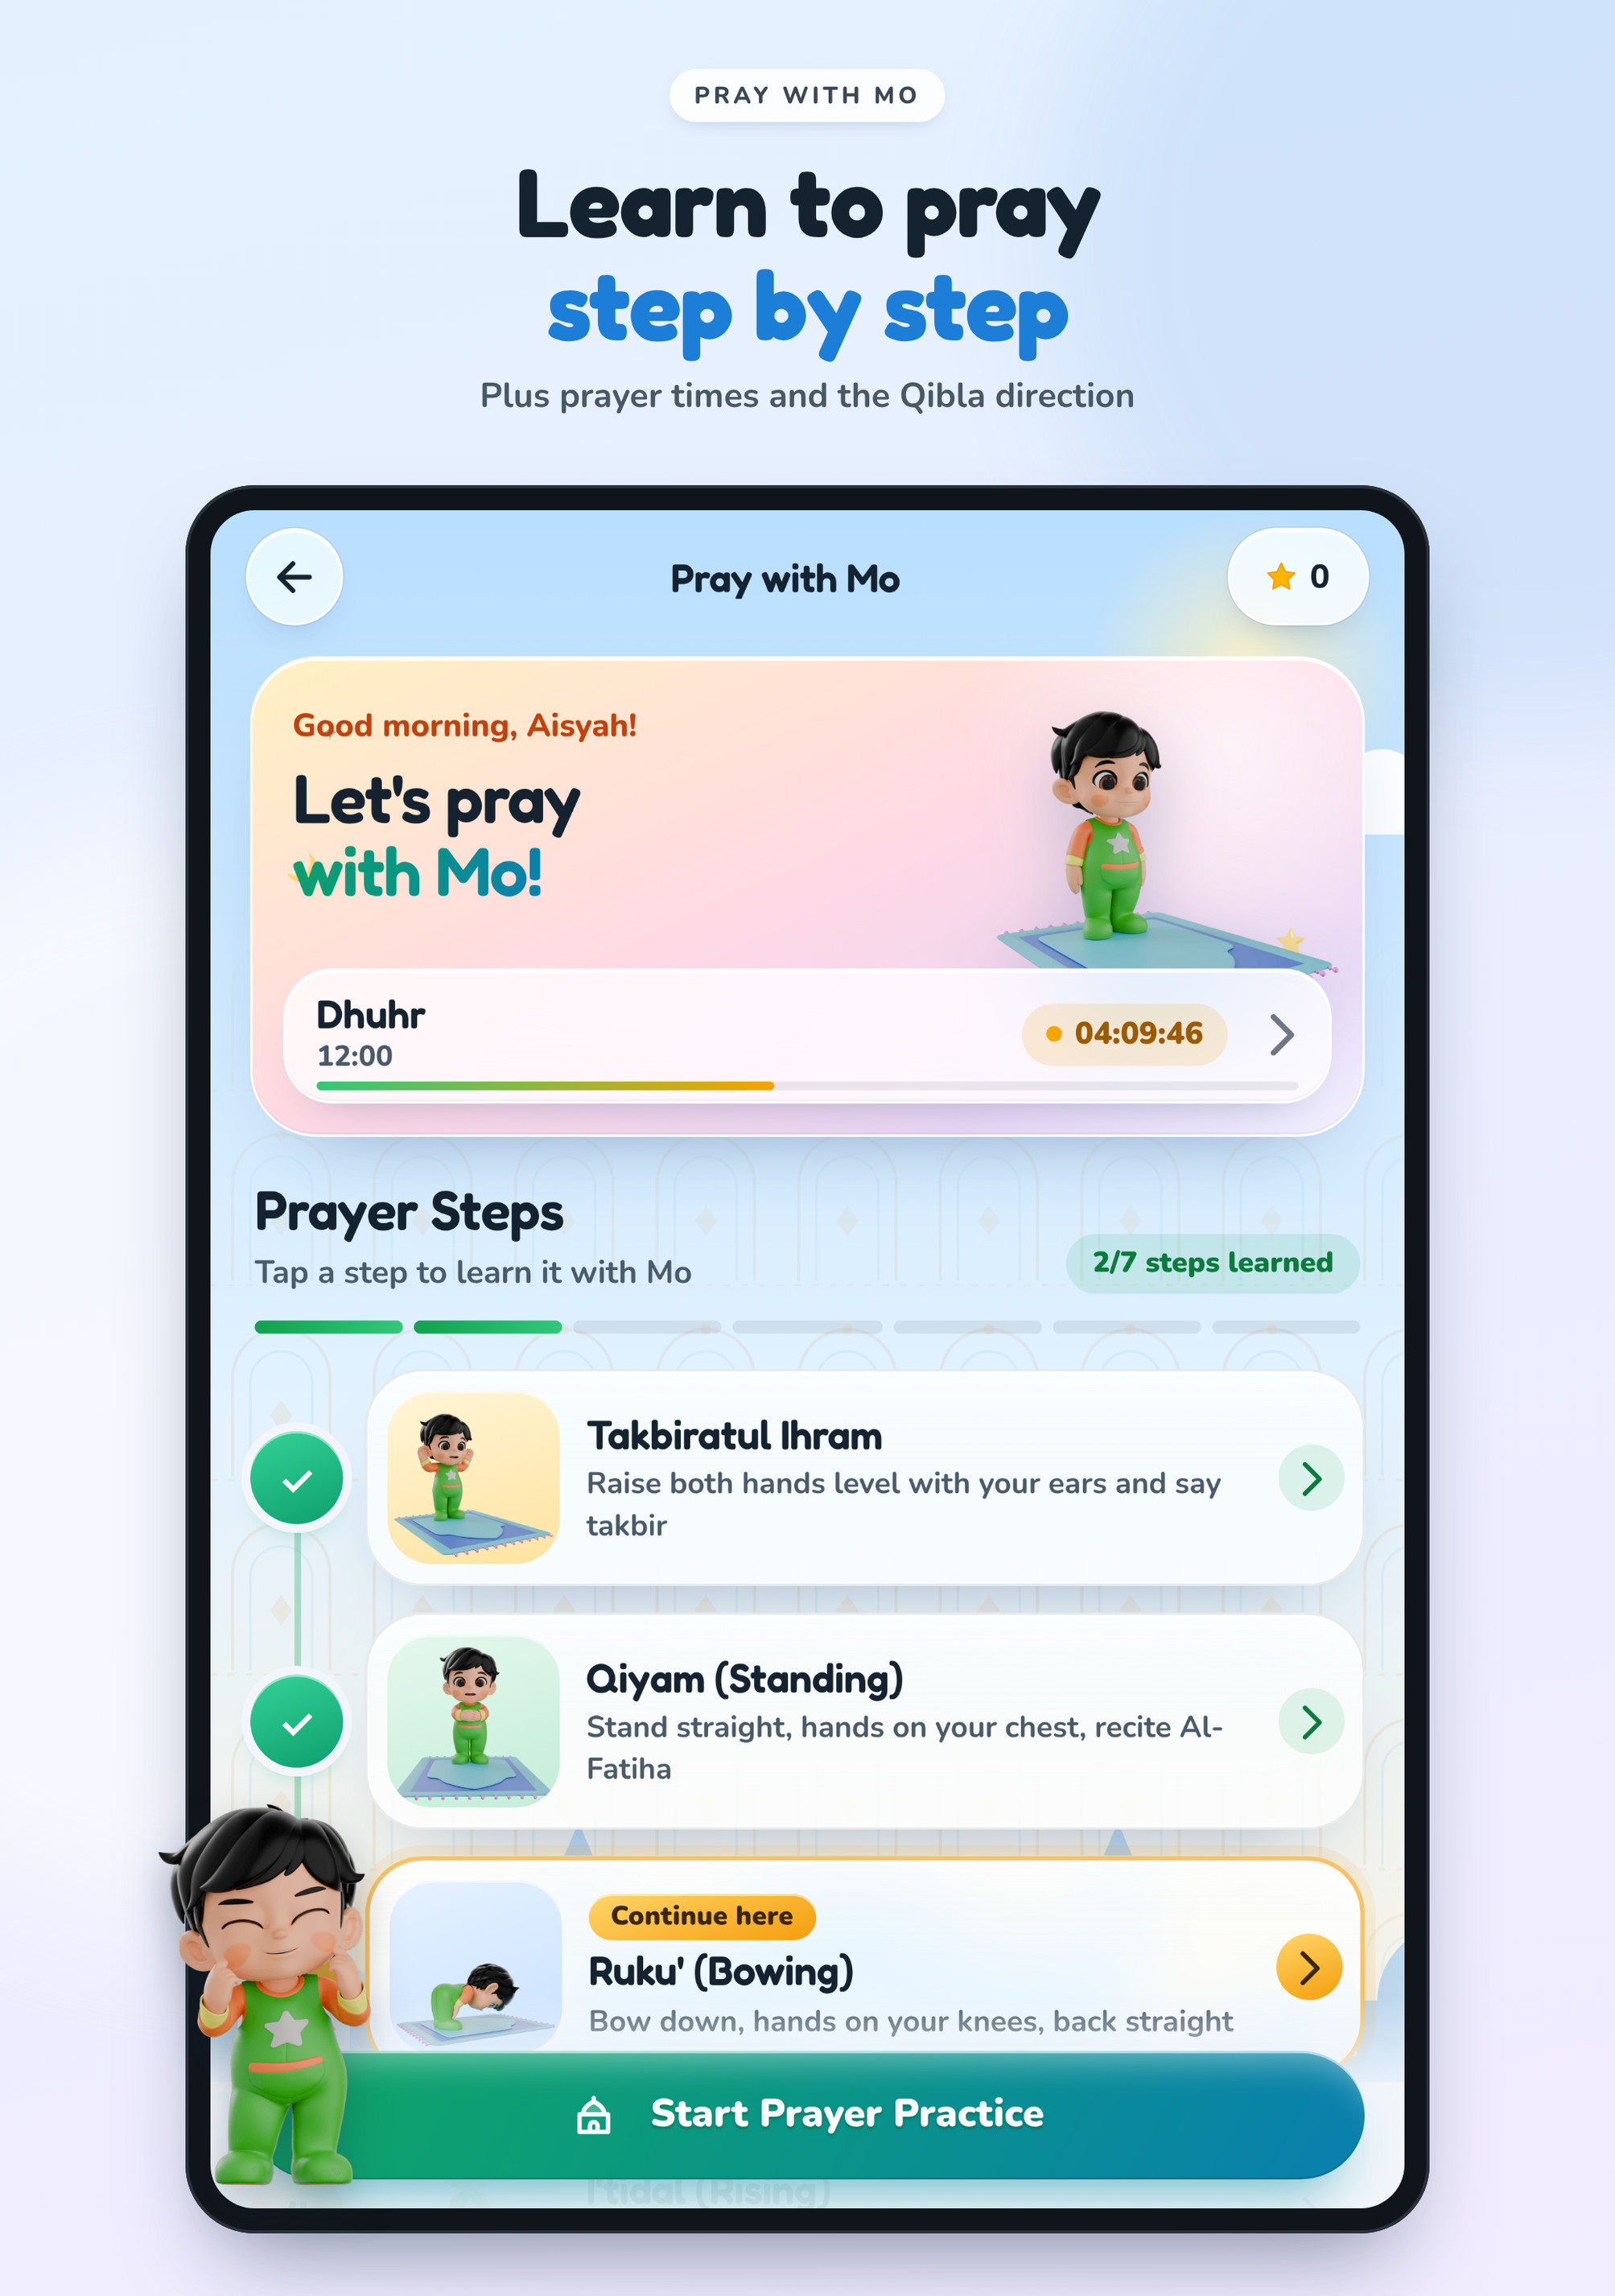 PRAY WITH MO
Learn to pray
step by step
Plus prayer times and the Qibla direction
Pray with Mo
0
Good morning, Aisyah!
Let's pray
with Mo!
Dhuhr
12:00
04:09:46
Prayer Steps
Tap a step to learn it with Mo
2/7 steps learned
Takbiratul Ihram
Raise both hands level with your ears and say
takbir
Qiyam (Standing)
Stand straight, hands on your chest, recite Al-
Fatiha
Continue here
Ruku' (Bowing)
Bow down, hands on your knees, back straight
Start Prayer Practice
I'tidal (Rising)